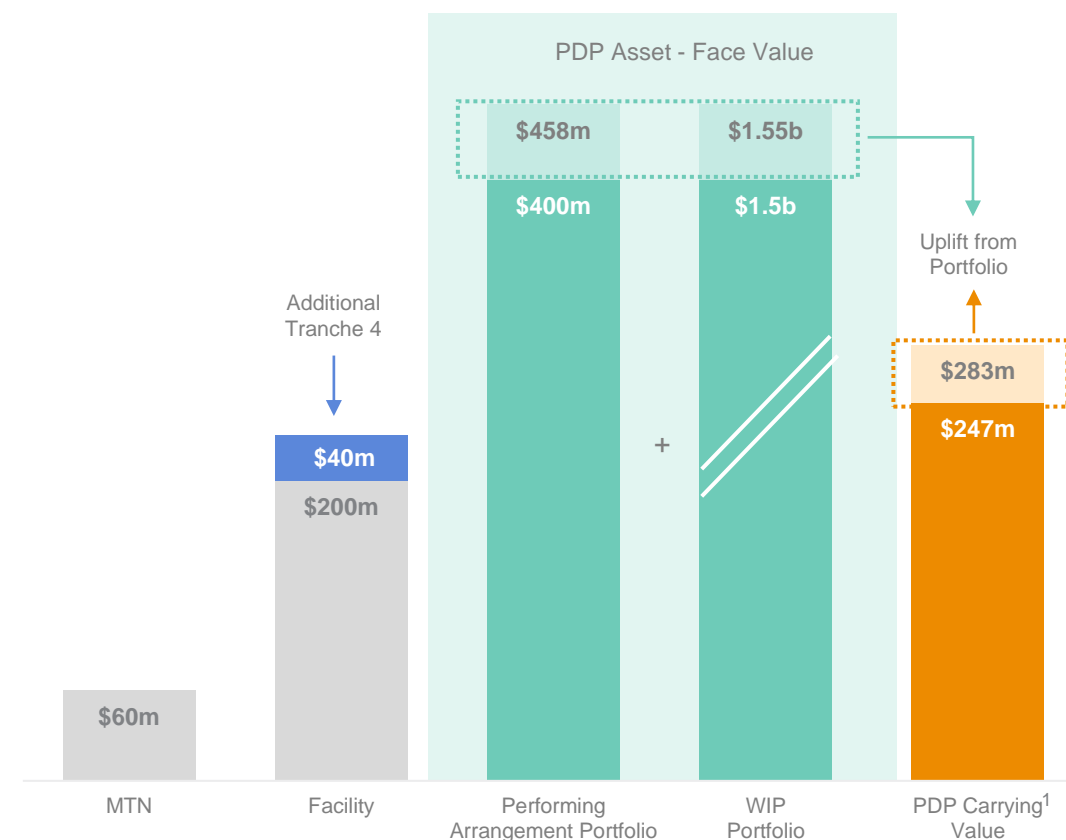 PDP Asset - Face Value
$458m
$1.55b
$400m
$1.5b
Uplift from
Portfolio
Additional
Tranche 4
$283m
$247m
+
$40m
$200m
$60m
MTN
Facility
Performing
Arrangement Portfolio
WIP
Portfolio
PDP Carrying¹
Value